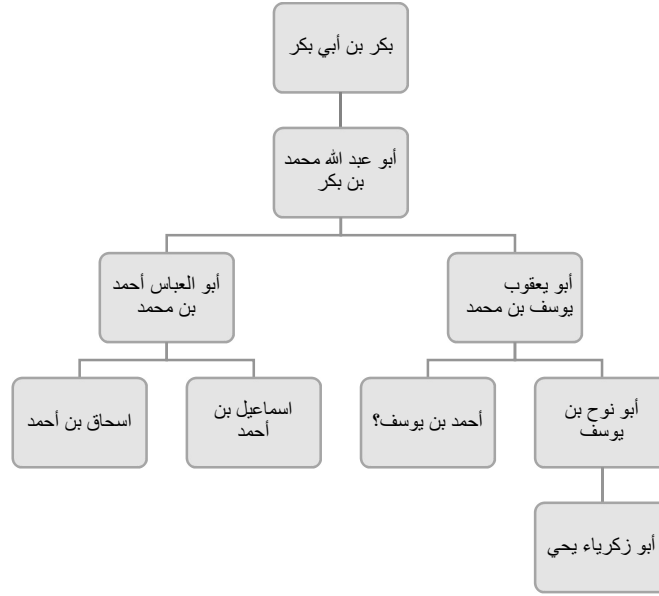 بكر بن أبي بكر
أبو عبد الله محمد
بن بكر
أبو يعقوب
يوسف بن محمد
أبو العباس أحمد
بن محمد
أبو نوح بن
يوسف
أحمد بن يوسف؟
اسماعيل بن
أحمد
اسحاق بن أحمد
أبو زكرياء يحي